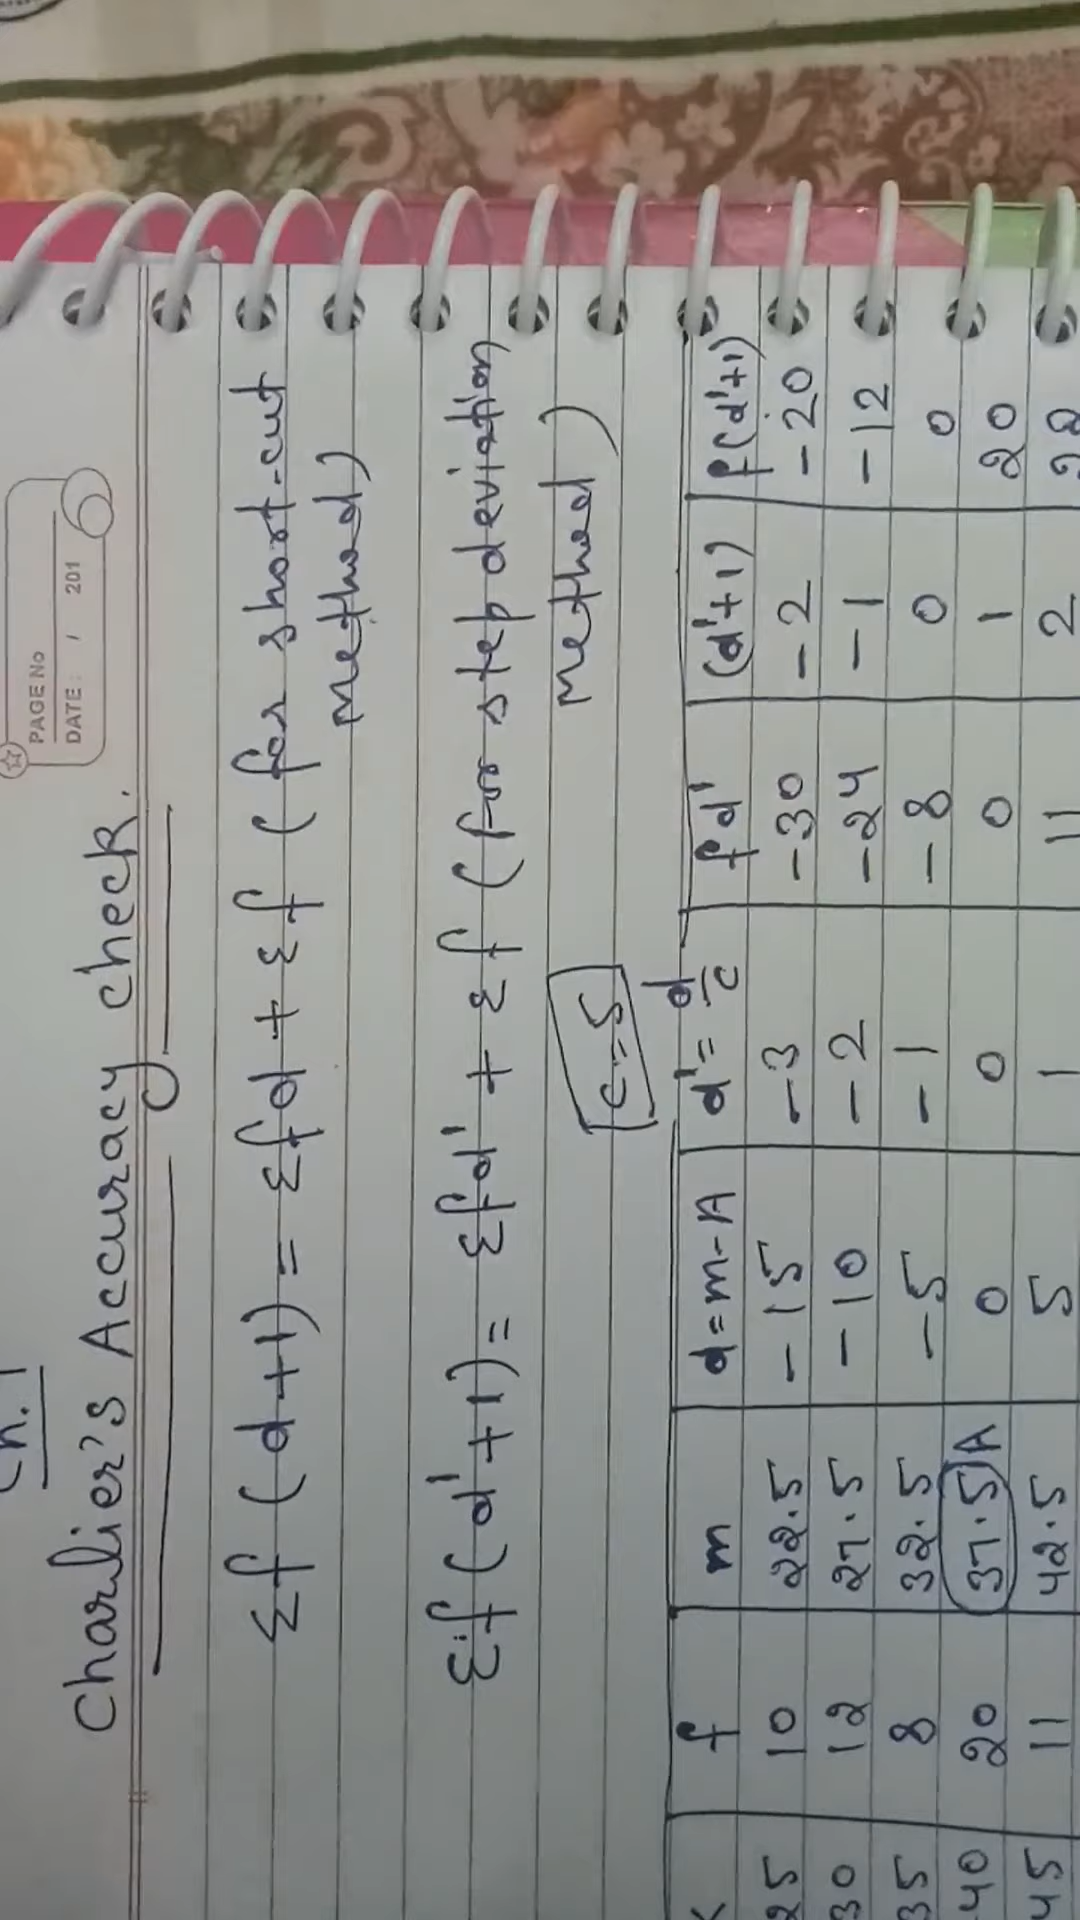 PAGE No
DATE : / 201
Charlier's Accuracy check.
Σf (d+1) = Σfd + Σf ( for short-cut
Method)
Σf (d'+1) = Σfd' + Σf ( for step deviation
Method )
c = 5
f m d=m-A d'=d/c fd' (d'+1) f(d'+1)
25 10 22.5 -15 -3 -30 -2 -20
30 12 27.5 -10 -2 -24 -1 -12
35 8 32.5 -5 -1 -8 0 0
40 20 37.5 A 0 0 0 1 20
45 11 42.5 5 1 11 2